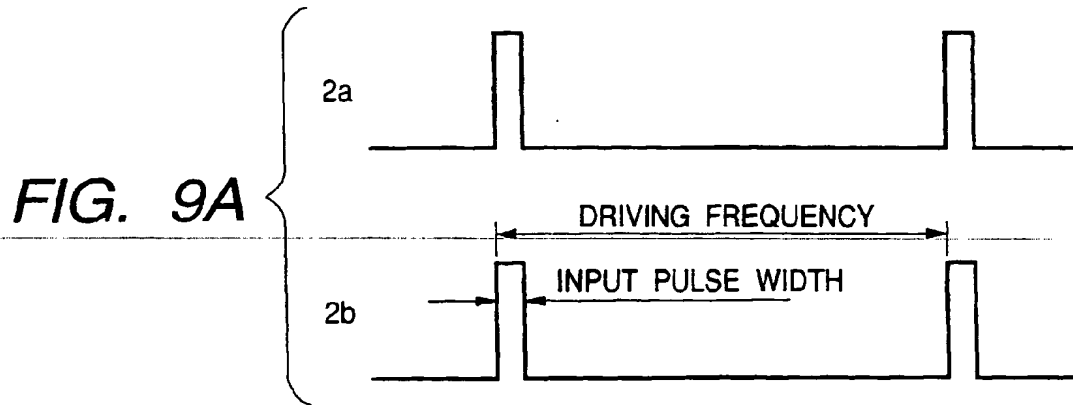 2a
FIG. 9A
DRIVING FREQUENCY
INPUT PULSE WIDTH
2b